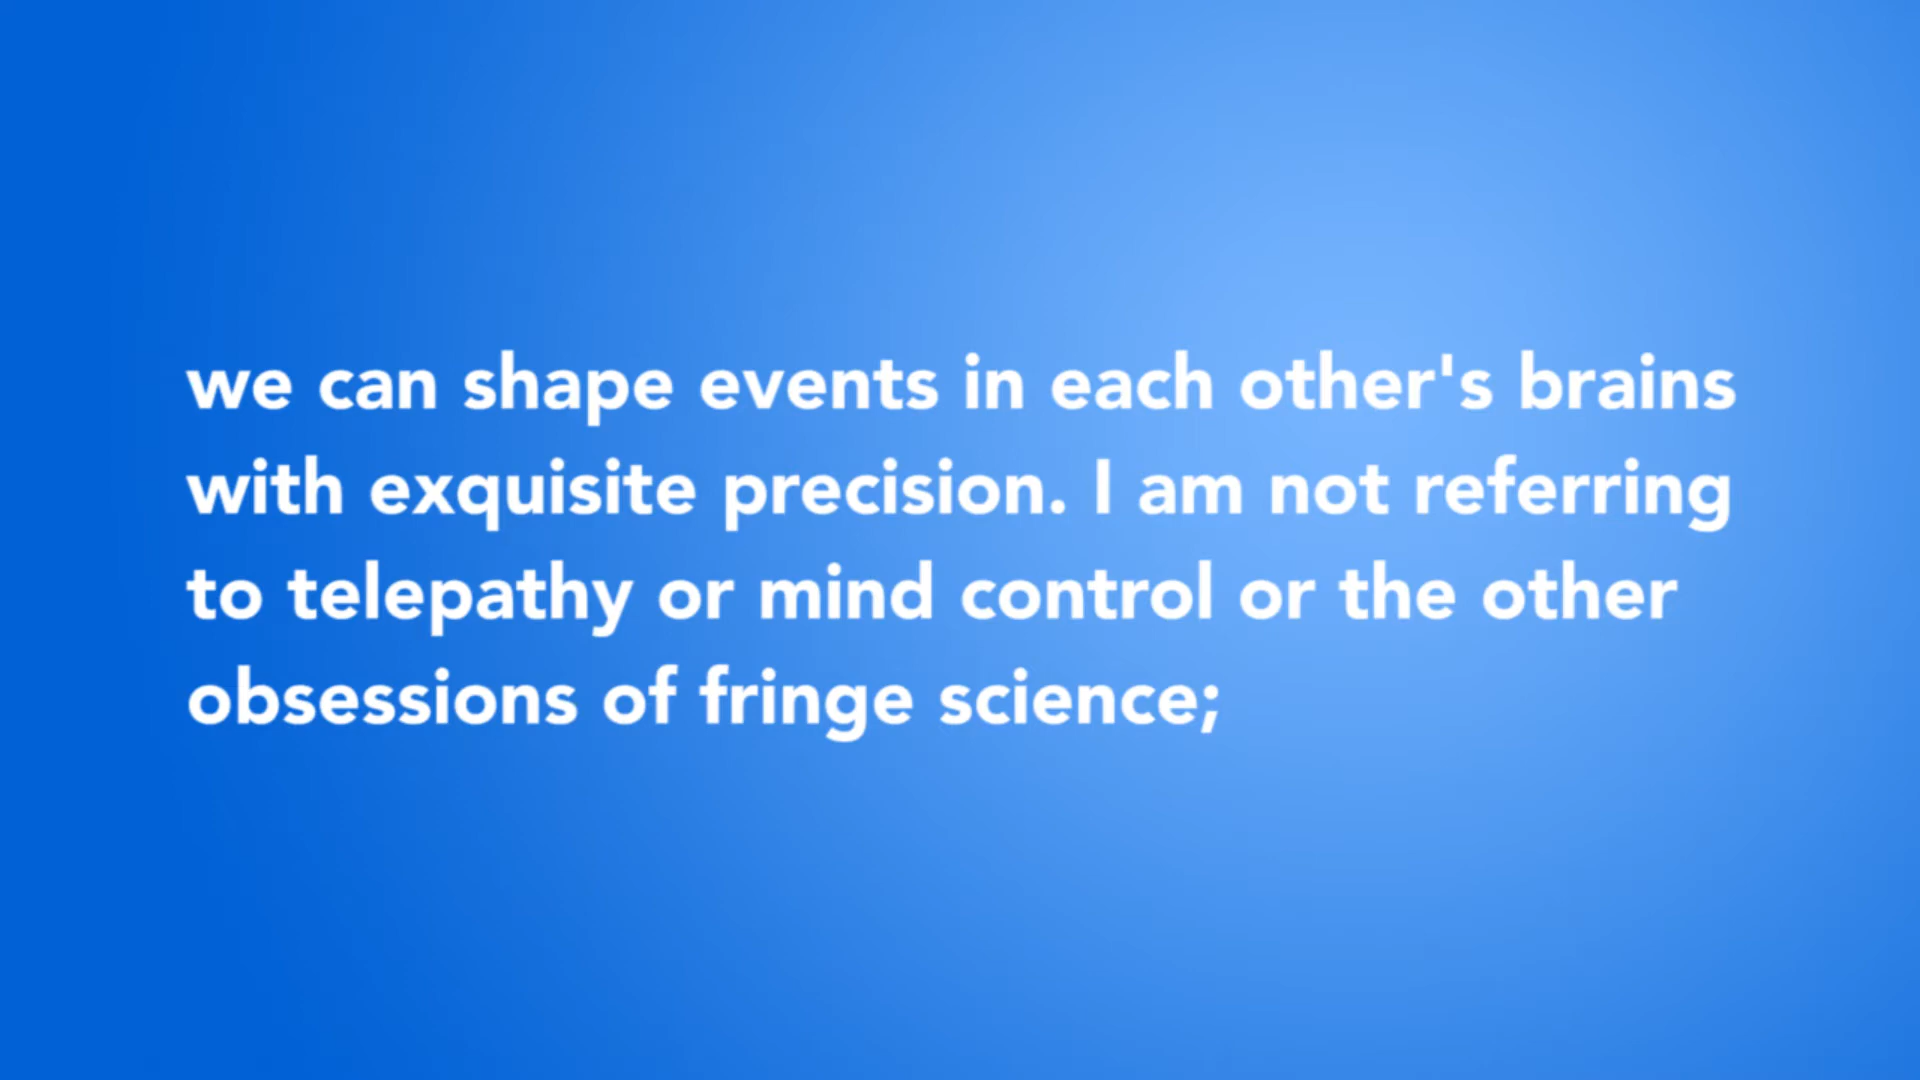 we can shape events in each other's brains
with exquisite precision. I am not referring
to telepathy or mind control or the other
obsessions of fringe science;